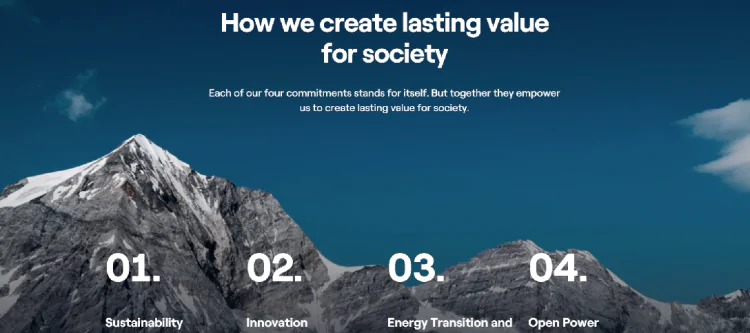 How we create lasting value
for society
Each of our four commitments stands for itself. But together they empower
us to create lasting value for society.
01.
02.
03.
04.
Sustainability
Innovation
Energy Transition and
Open Power